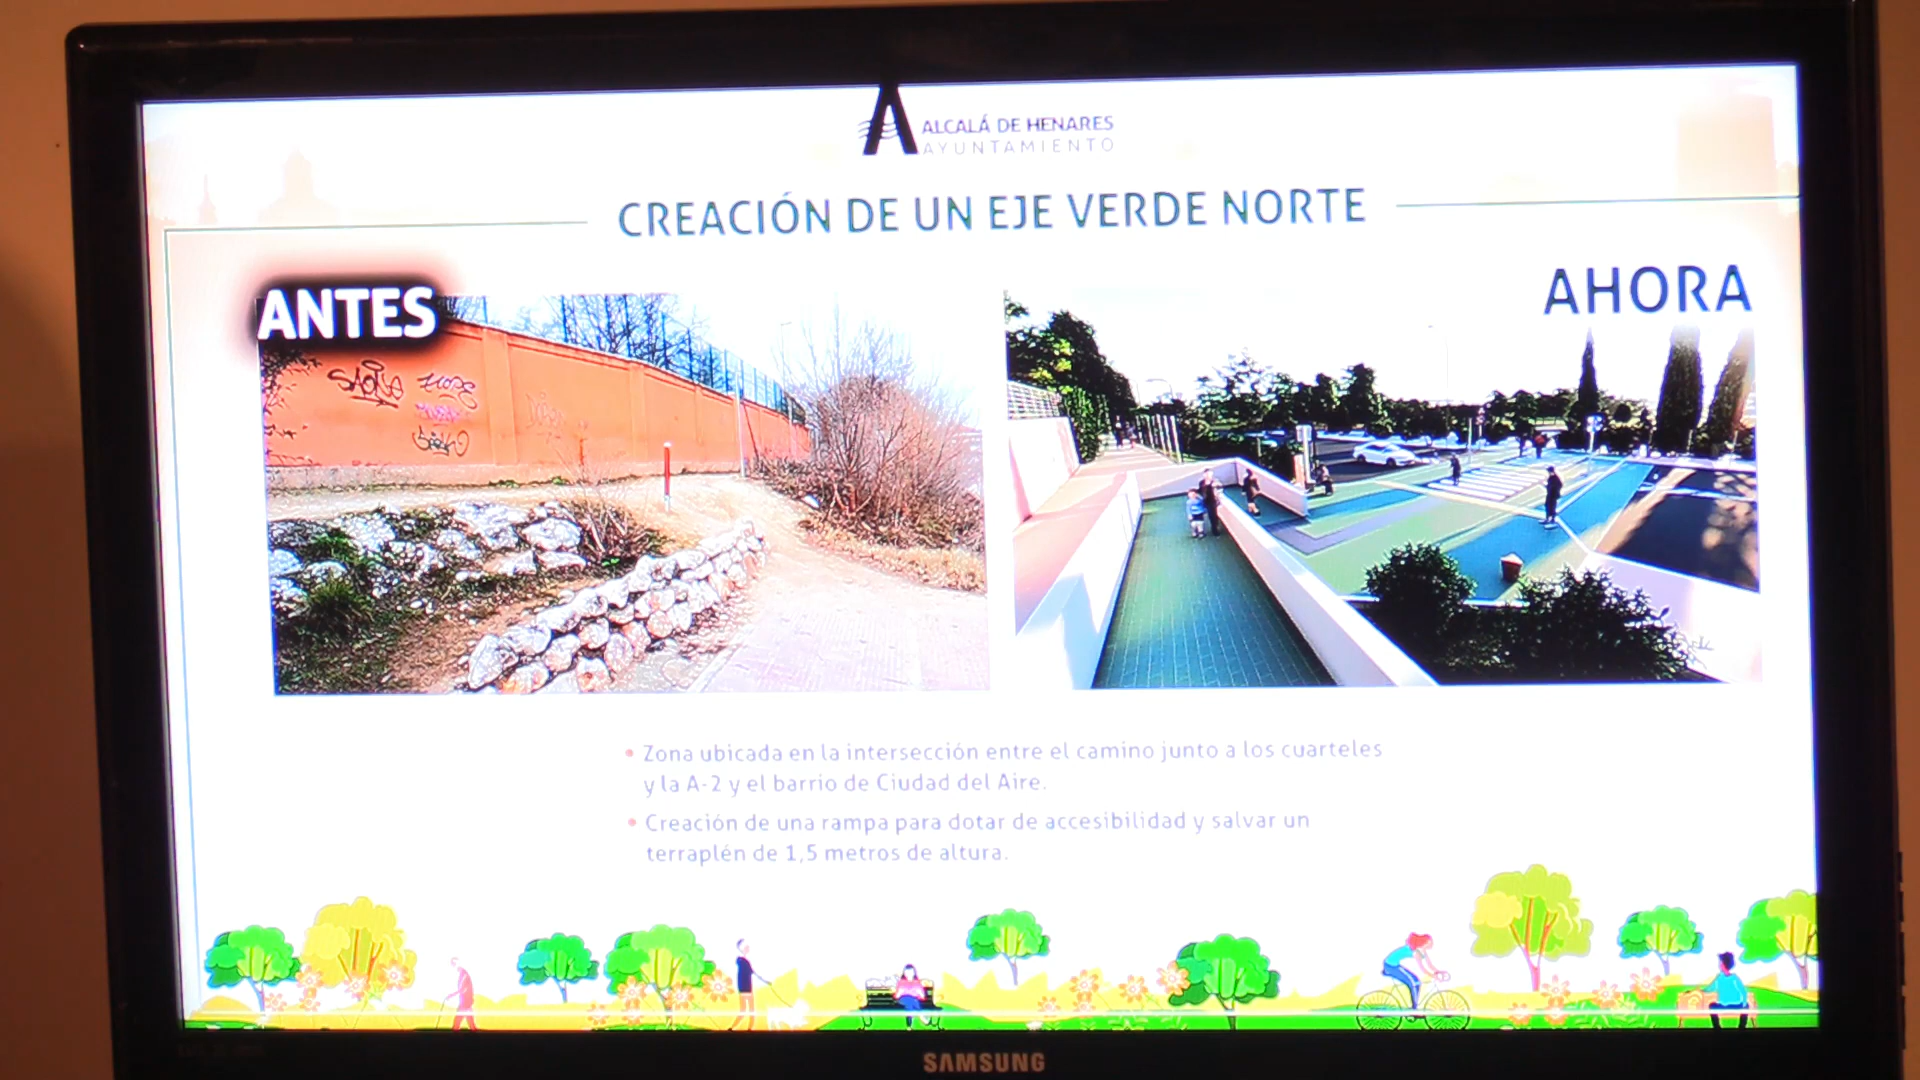 ALCALÁ DE HENARES
AYUNTAMIENTO
CREACIÓN DE UN EJE VERDE NORTE
ANTES
AHORA
• Zona ubicada en la intersección entre el camino junto a los cuarteles
y la A-2 y el barrio de Ciudad del Aire.
• Creación de una rampa para dotar de accesibilidad y salvar un
terraplén de 1,5 metros de altura.
SAMSUNG